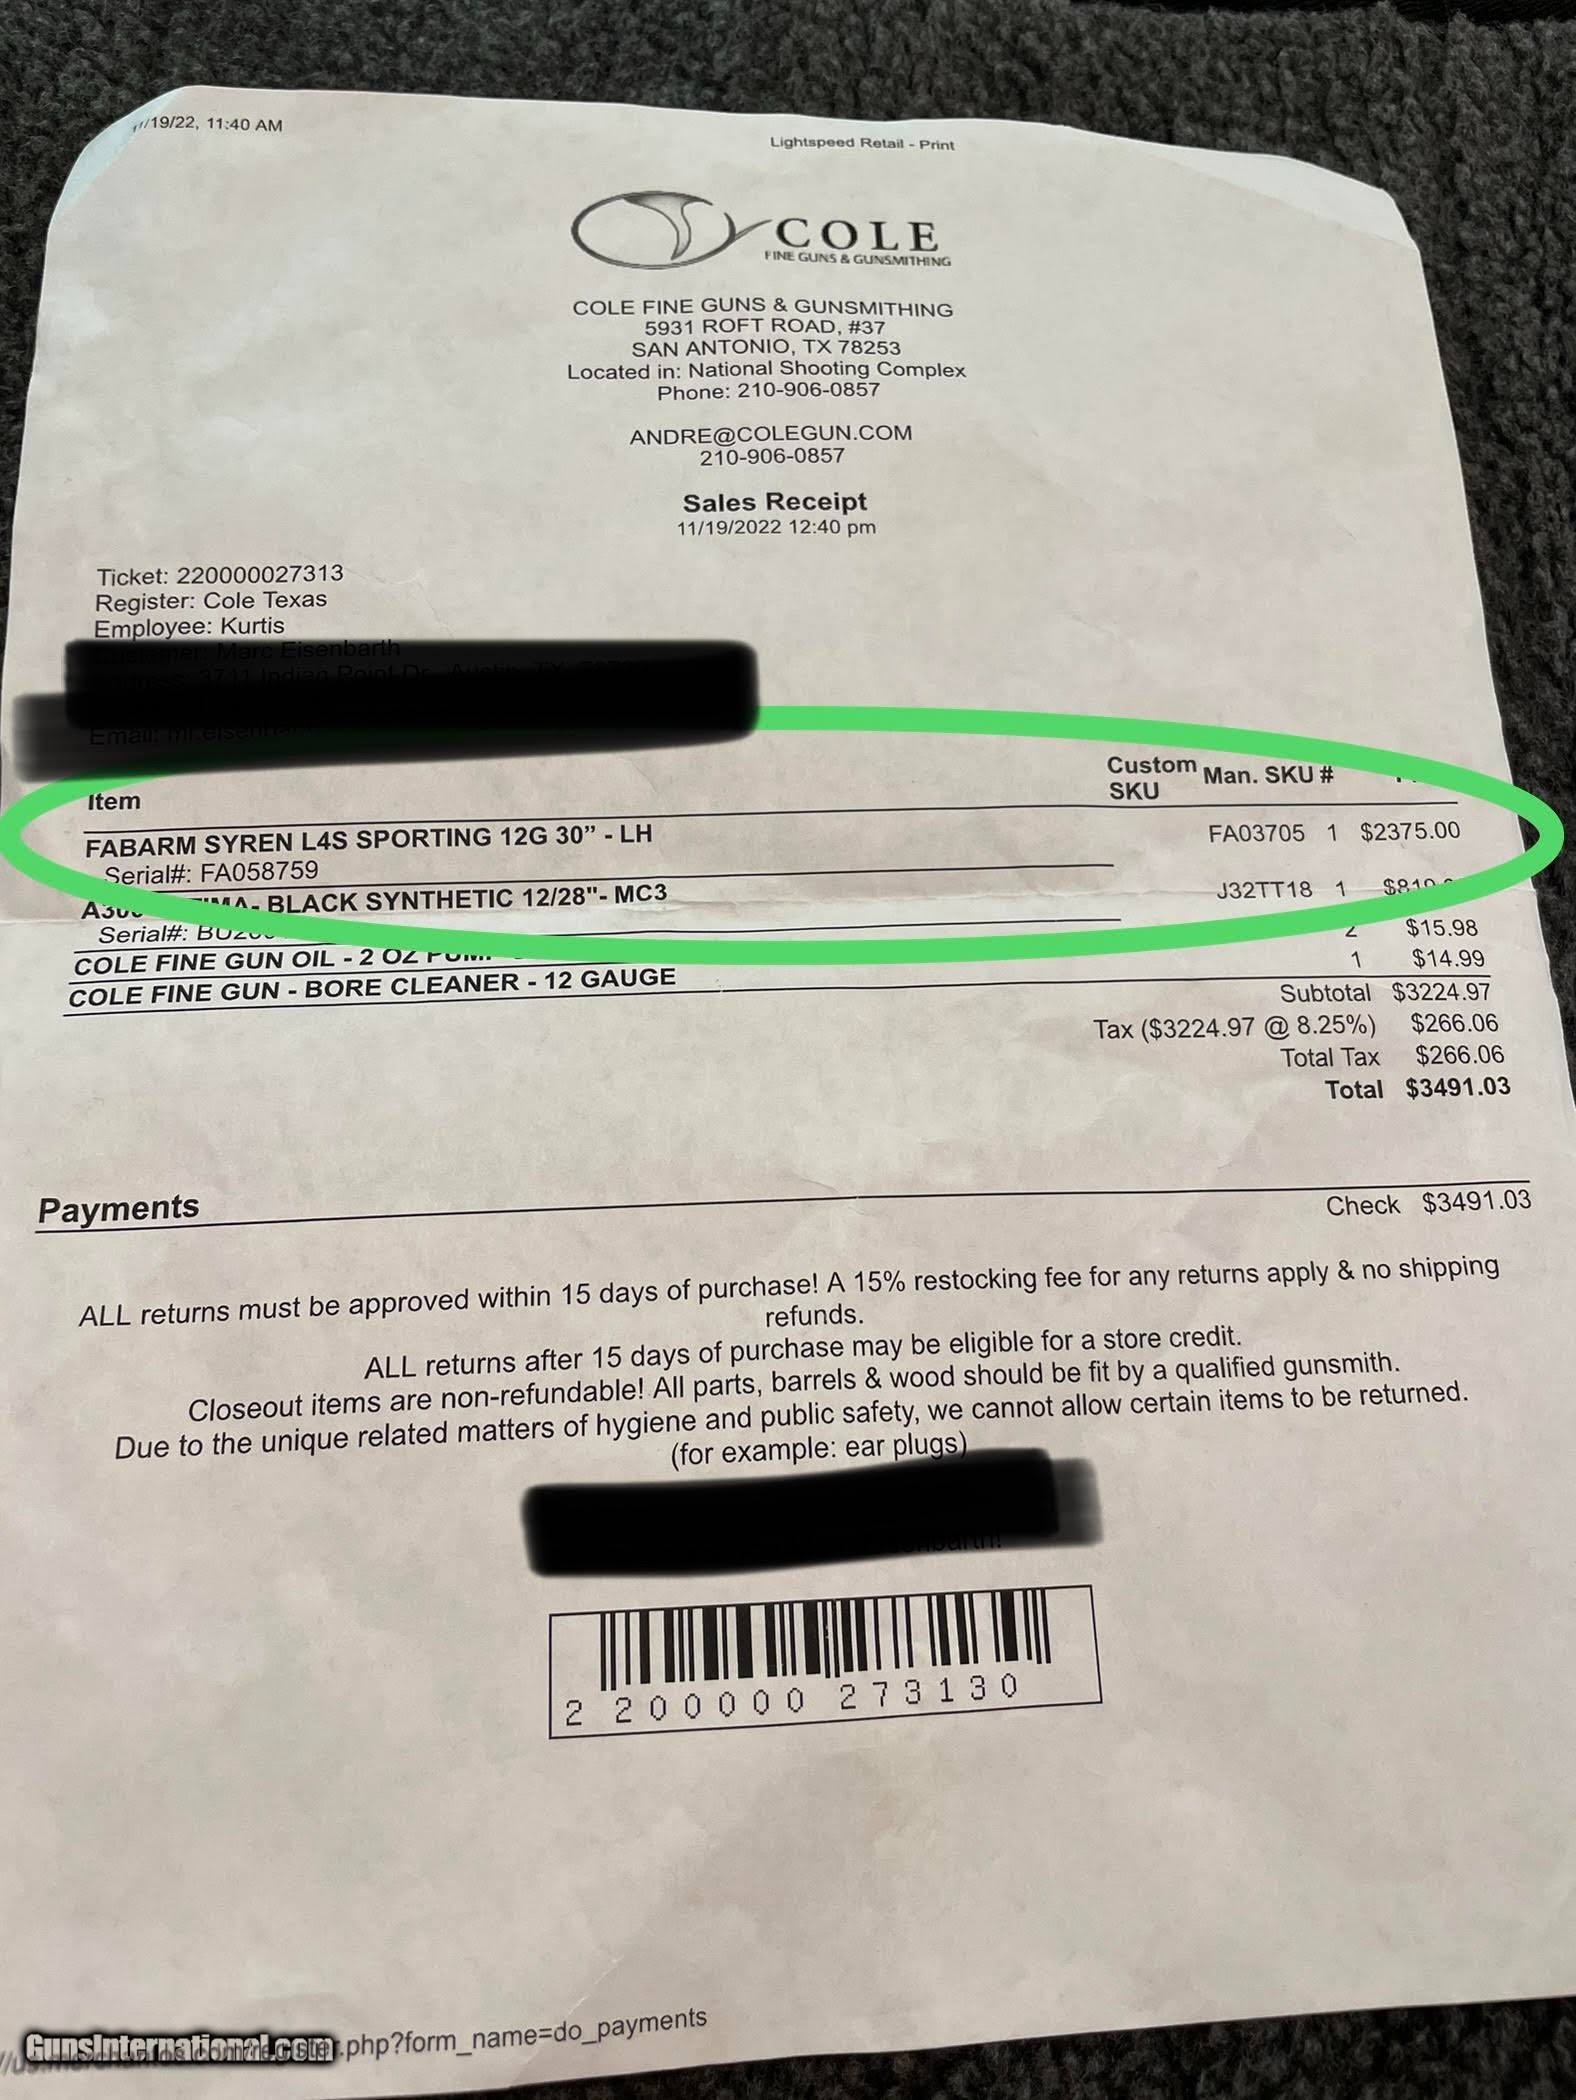 11/19/22, 11:40 AM
Lightspeed Retail - Print
COLE
FINE GUNS & GUNSMITHING
COLE FINE GUNS & GUNSMITHING
5931 ROFT ROAD, #37
SAN ANTONIO, TX 78253
Located in: National Shooting Complex
Phone: 210-906-0857
ANDRE@COLEGUN.COM
210-906-0857
Sales Receipt
11/19/2022 12:40 pm
Ticket: 220000027313
Register: Cole Texas
Employee: Kurtis
Item Custom SKU Man. SKU #
FABARM SYREN L4S SPORTING 12G 30” - LH FA03705 1 $2375.00
Serial#: FA058759
BLACK SYNTHETIC 12/28"- MC3 J32TT18 1
Serial#:
COLE FINE GUN OIL - 2 OZ 2 $15.98
COLE FINE GUN - BORE CLEANER - 12 GAUGE 1 $14.99
Subtotal $3224.97
Tax ($3224.97 @ 8.25%) $266.06
Total Tax $266.06
Total $3491.03
Payments
Check $3491.03
ALL returns must be approved within 15 days of purchase! A 15% restocking fee for any returns apply & no shipping
refunds.
ALL returns after 15 days of purchase may be eligible for a store credit.
Closeout items are non-refundable! All parts, barrels & wood should be fit by a qualified gunsmith.
Due to the unique related matters of hygiene and public safety, we cannot allow certain items to be returned.
(for example: ear plugs)
2 200000 273130
GunsInternational.com
.php?form_name=do_payments